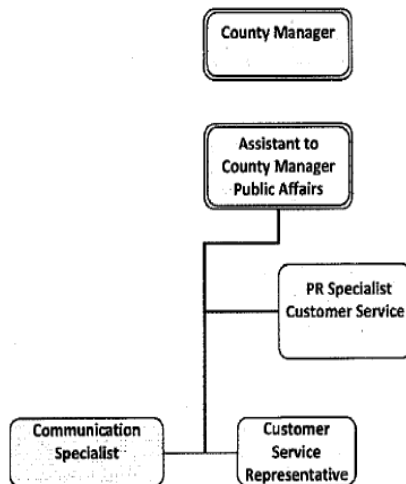 County Manager
Assistant to
County Manager
Public Affairs
PR Specialist
Customer Service
Communication
Specialist
Customer
Service
Representative